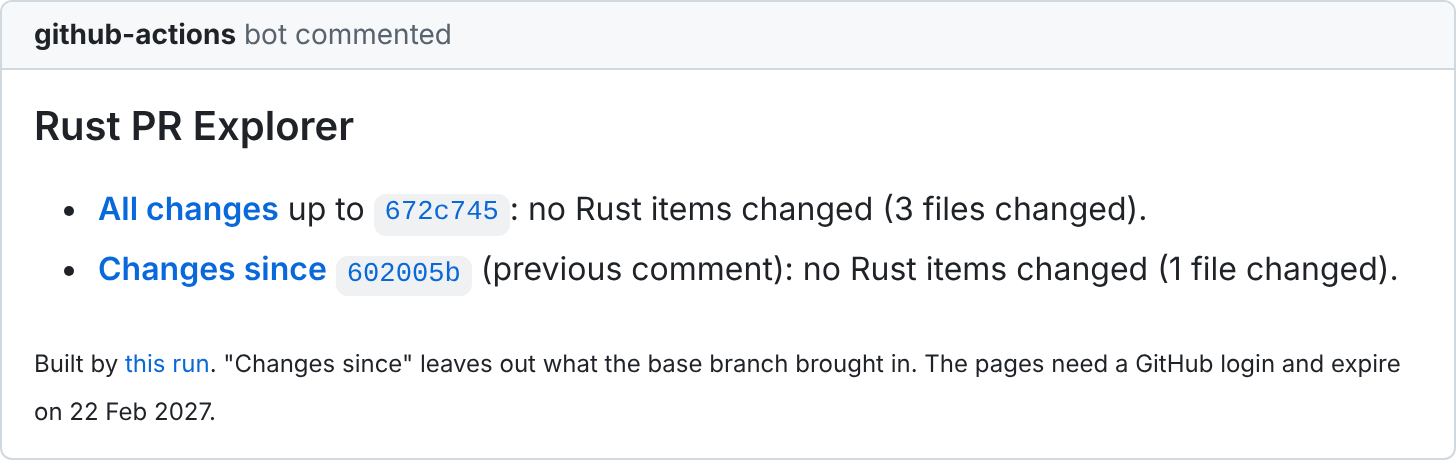 github-actions bot commented
Rust PR Explorer
All changes up to 672c745: no Rust items changed (3 files changed).
Changes since 602005b (previous comment): no Rust items changed (1 file changed).
Built by this run. "Changes since" leaves out what the base branch brought in. The pages need a GitHub login and expire
on 22 Feb 2027.